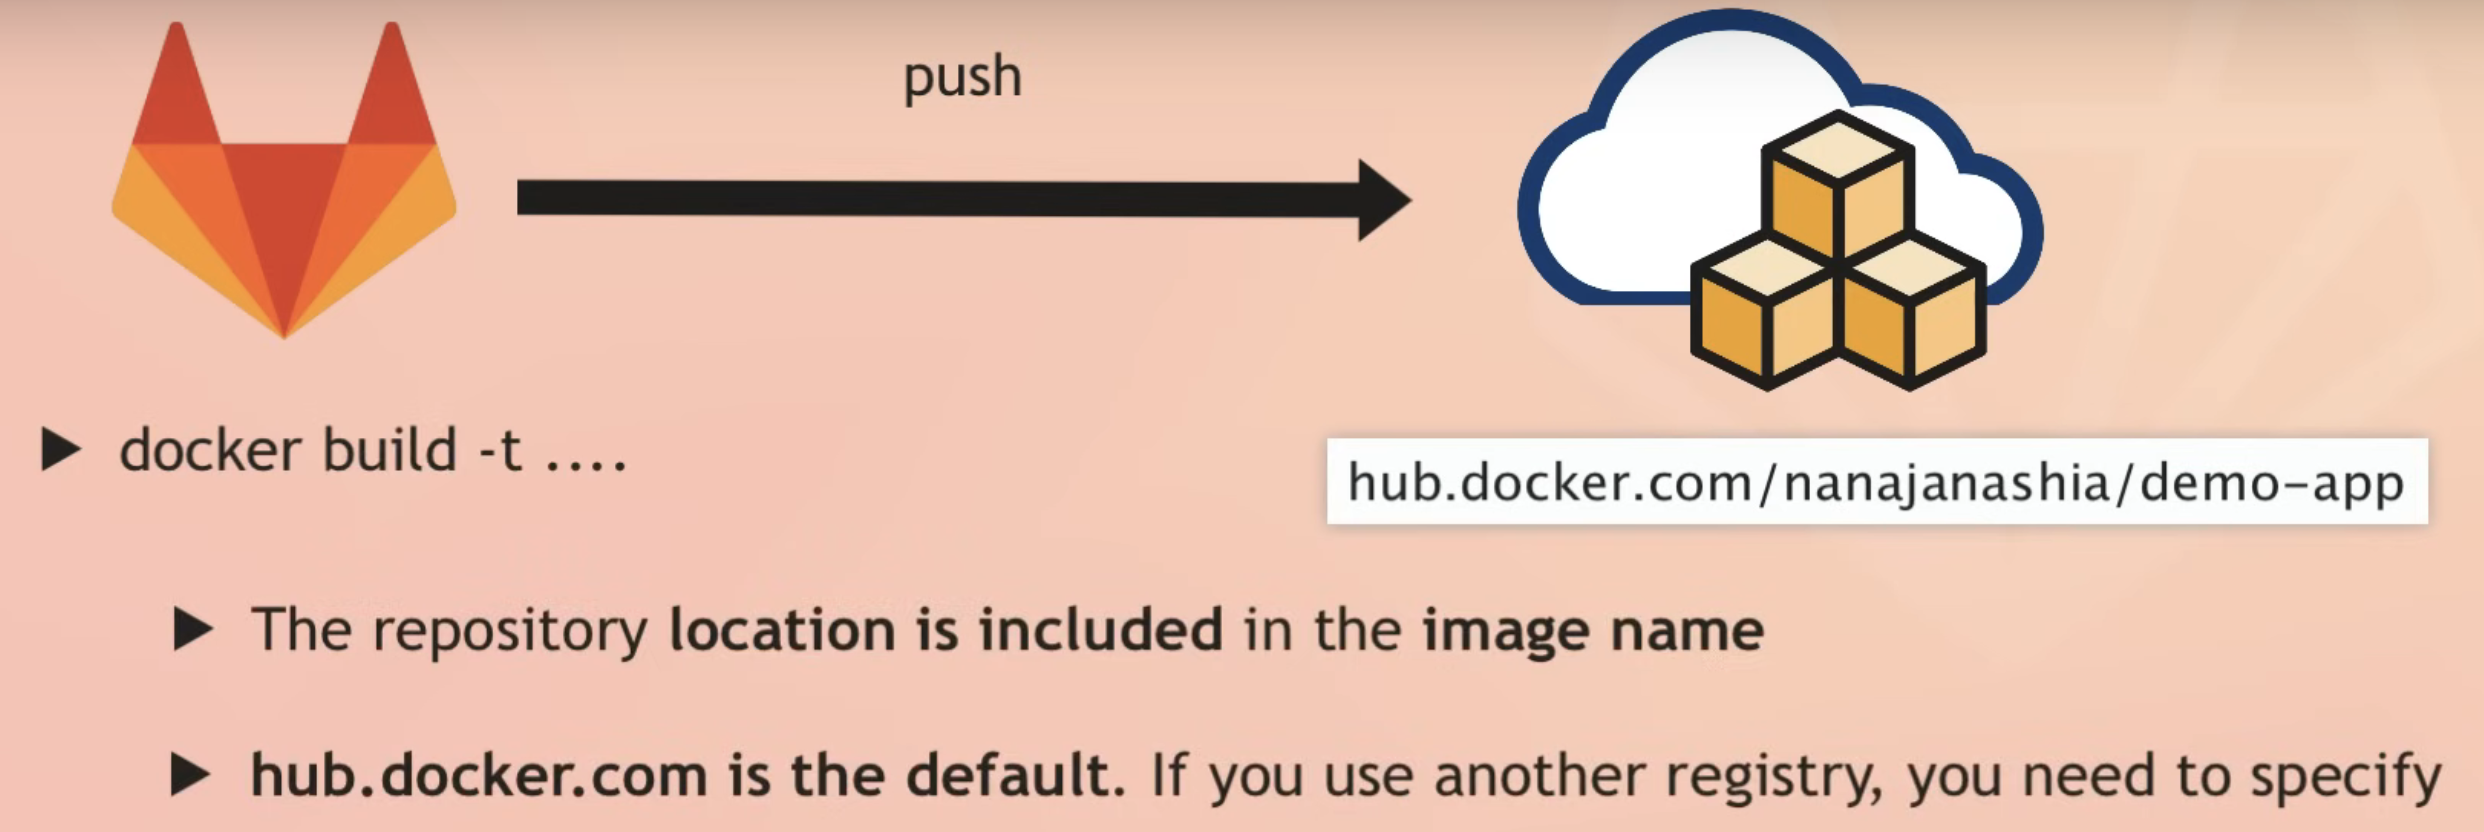 push
docker build -t ....
hub.docker.com/nanajanashia/demo-app
The repository location is included in the image name
hub.docker.com is the default. If you use another registry, you need to specify